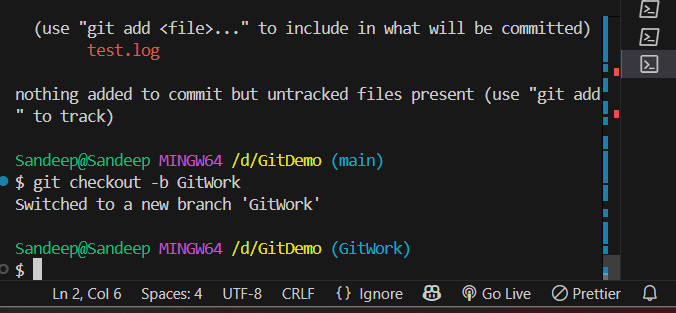 (use "git add <file>..." to include in what will be committed)
test.log
nothing added to commit but untracked files present (use "git add
" to track)
Sandeep@Sandeep MINGW64 /d/GitDemo (main)
$ git checkout -b GitWork
Switched to a new branch 'GitWork'
Sandeep@Sandeep MINGW64 /d/GitDemo (GitWork)
$
Ln 2, Col 6 Spaces: 4 UTF-8 CRLF {} Ignore Go Live Prettier